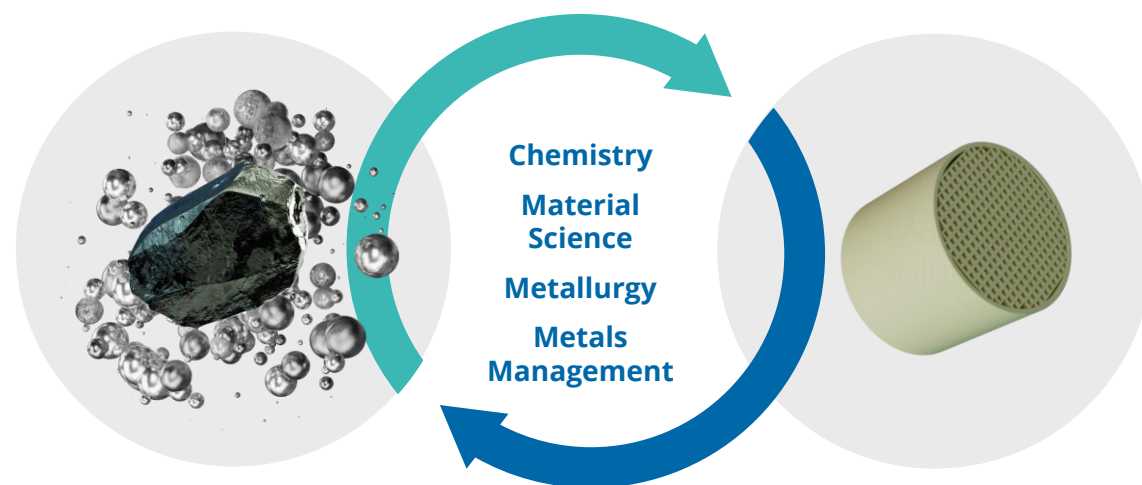 Chemistry
Material
Science
Metallurgy
Metals
Management